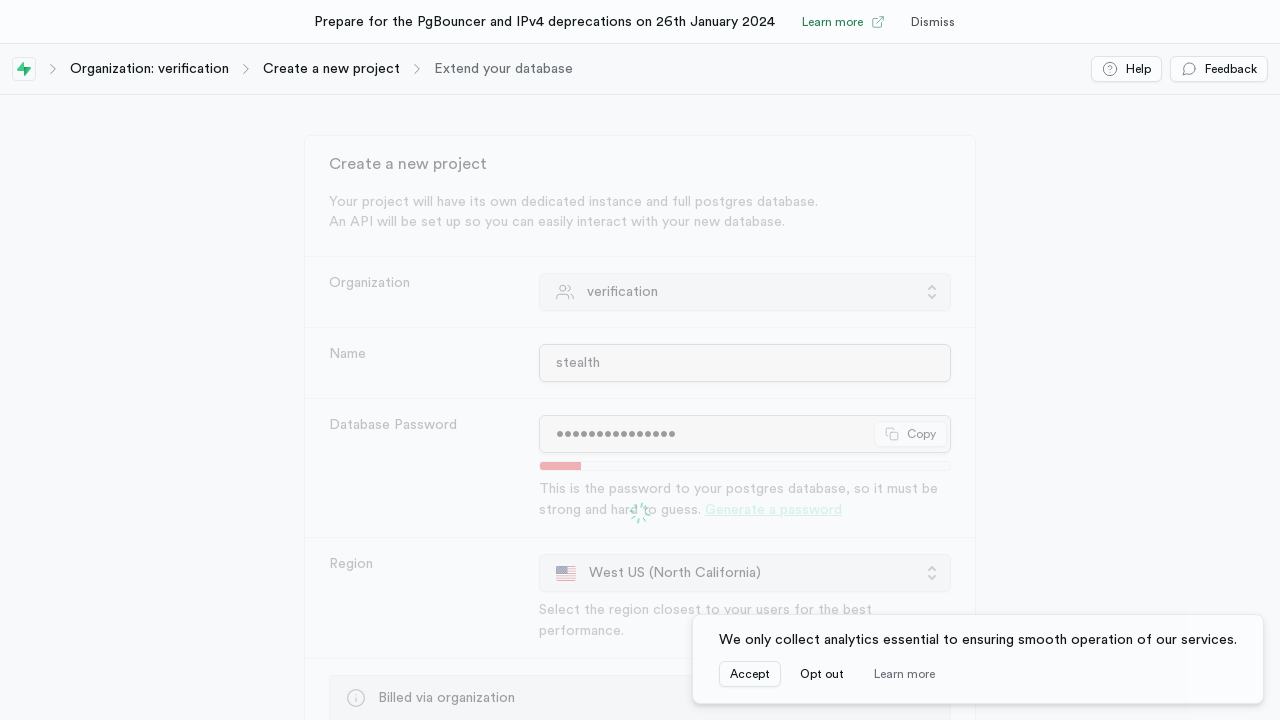 Prepare for the PgBouncer and IPv4 deprecations on 26th January 2024 Learn more Dismiss
Organization: verification Create a new project Extend your database Help Feedback
Create a new project
Your project will have its own dedicated instance and full postgres database.
An API will be set up so you can easily interact with your new database.
Organization verification
Name stealth
Database Password ••••••••••••••• Copy
This is the password to your postgres database, so it must be
strong and hard to guess. Generate a password
Region West US (North California)
Select the region closest to your users for the best
performance.
We only collect analytics essential to ensuring smooth operation of our services.
Accept Opt out Learn more
Billed via organization